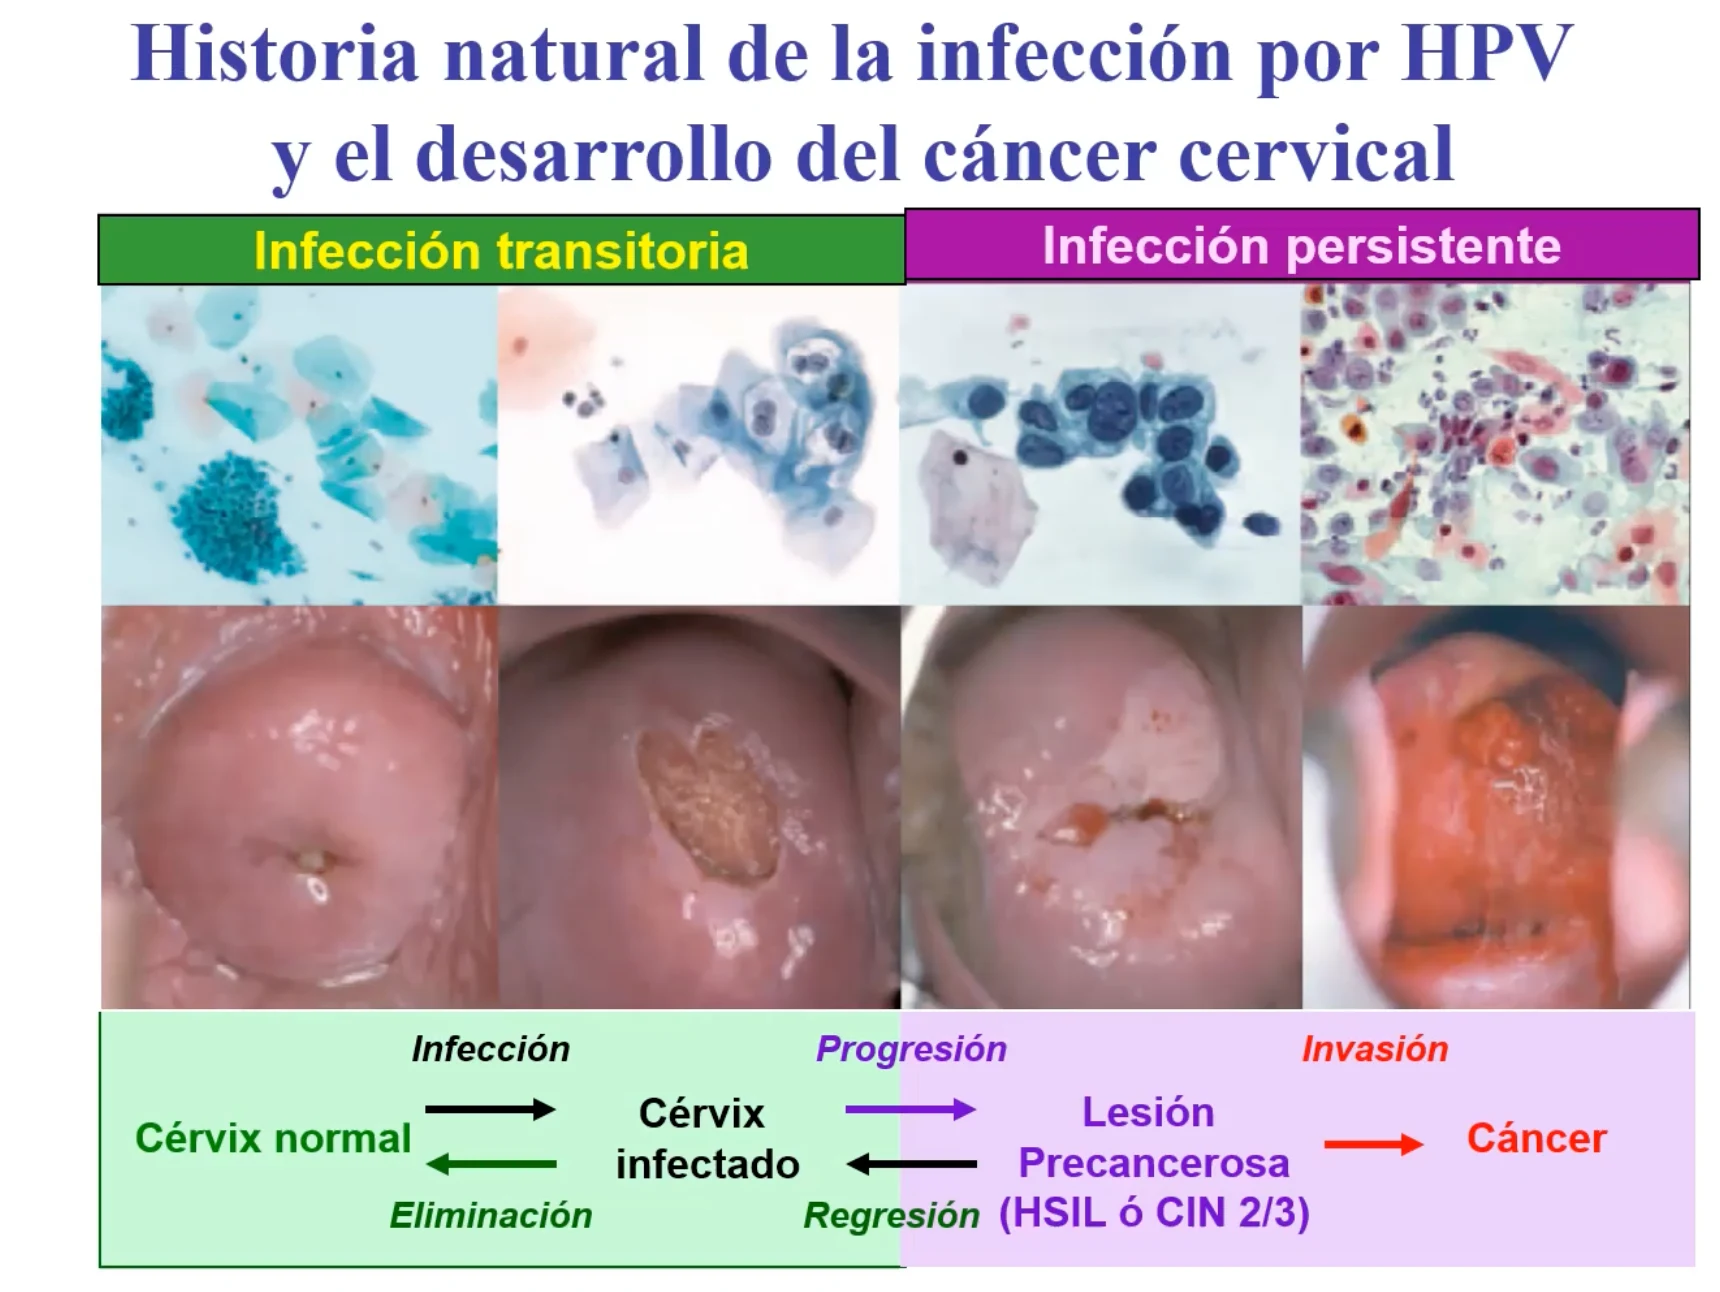 Historia natural de la infección por HPV
y el desarrollo del cáncer cervical
Infección transitoria
Infección persistente
Infección
Progresión
Invasión
Cérvix normal
Cérvix
infectado
Lesión
Precancerosa
(HSIL ó CIN 2/3)
Cáncer
Eliminación
Regresión